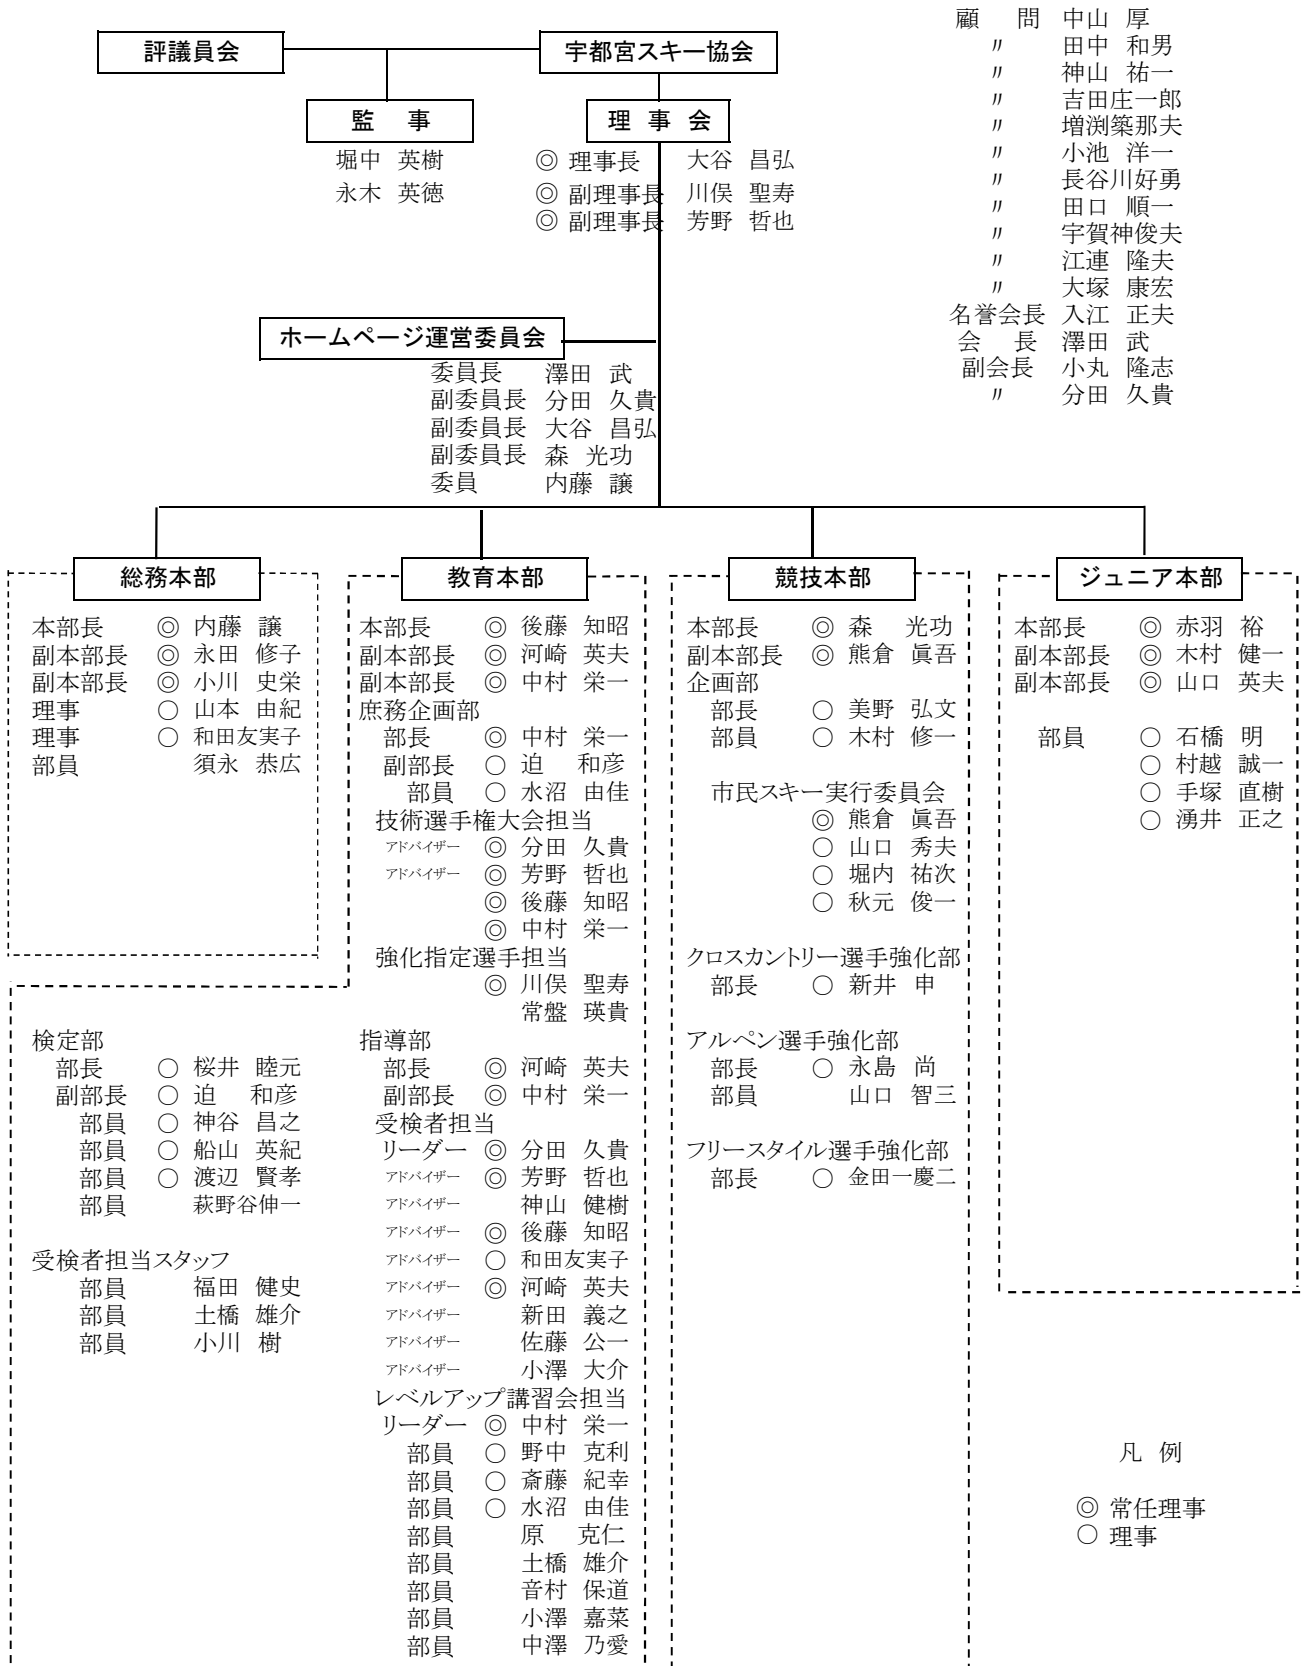 評議員会
宇都宮スキー協会
監 事
堀中 英樹
永木 英徳
理 事 会
◎ 理事長 大谷 昌弘
◎ 副理事長 川俣 聖寿
◎ 副理事長 芳野 哲也
顧 問 中山 厚
〃 田中 和男
〃 神山 祐一
〃 吉田庄一郎
〃 増渕築那夫
〃 小池 洋一
〃 長谷川好勇
〃 田口 順一
〃 宇賀神俊夫
〃 江連 隆夫
〃 大塚 康宏
名誉会長 入江 正夫
会 長 澤田 武
副会長 小丸 隆志
〃 分田 久貴
ホームページ運営委員会
委員長 澤田 武
副委員長 分田 久貴
副委員長 大谷 昌弘
副委員長 森 光功
委員 内藤 譲
総務本部
本部長 ◎ 内藤 譲
副本部長 ◎ 永田 修子
副本部長 ◎ 小川 史栄
理事 ○ 山本 由紀
理事 ○ 和田友実子
部員 須永 恭広
教育本部
本部長 ◎ 後藤 知昭
副本部長 ◎ 河崎 英夫
副本部長 ◎ 中村 栄一
庶務企画部
部長 ◎ 中村 栄一
副部長 ○ 迫 和彦
部員 ○ 水沼 由佳
技術選手権大会担当
アドバイザー ◎ 分田 久貴
アドバイザー ◎ 芳野 哲也
◎ 後藤 知昭
◎ 中村 栄一
強化指定選手担当
◎ 川俣 聖寿
常盤 瑛貴
検定部
部長 ○ 桜井 睦元
副部長 ○ 迫 和彦
部員 ○ 神谷 昌之
部員 ○ 船山 英紀
部員 ○ 渡辺 賢孝
部員 萩野谷伸一
受検者担当スタッフ
部員 福田 健史
部員 土橋 雄介
部員 小川 樹
指導部
部長 ◎ 河崎 英夫
副部長 ◎ 中村 栄一
受検者担当
リーダー ◎ 分田 久貴
アドバイザー ◎ 芳野 哲也
アドバイザー 神山 健樹
アドバイザー ◎ 後藤 知昭
アドバイザー ○ 和田友実子
アドバイザー ◎ 河崎 英夫
アドバイザー 新田 義之
アドバイザー 佐藤 公一
アドバイザー 小澤 大介
レベルアップ講習会担当
リーダー ◎ 中村 栄一
部員 ○ 野中 克利
部員 ○ 斎藤 紀幸
部員 ○ 水沼 由佳
部員 原 克仁
部員 土橋 雄介
部員 音村 保道
部員 小澤 嘉菜
部員 中澤 乃愛
競技本部
本部長 ◎ 森 光功
副本部長 ◎ 熊倉 眞吾
企画部
部長 ○ 美野 弘文
部員 ○ 木村 修一
市民スキー実行委員会
◎ 熊倉 眞吾
○ 山口 秀夫
○ 堀内 祐次
○ 秋元 俊一
クロスカントリー選手強化部
部長 ○ 新井 申
アルペン選手強化部
部長 ○ 永島 尚
部員 山口 智三
フリースタイル選手強化部
部長 ○ 金田一慶二
ジュニア本部
本部長 ◎ 赤羽 裕
副本部長 ◎ 木村 健一
副本部長 ◎ 山口 英夫
部員 ○ 石橋 明
○ 村越 誠一
○ 手塚 直樹
○ 湧井 正之
凡 例
◎ 常任理事
○ 理事